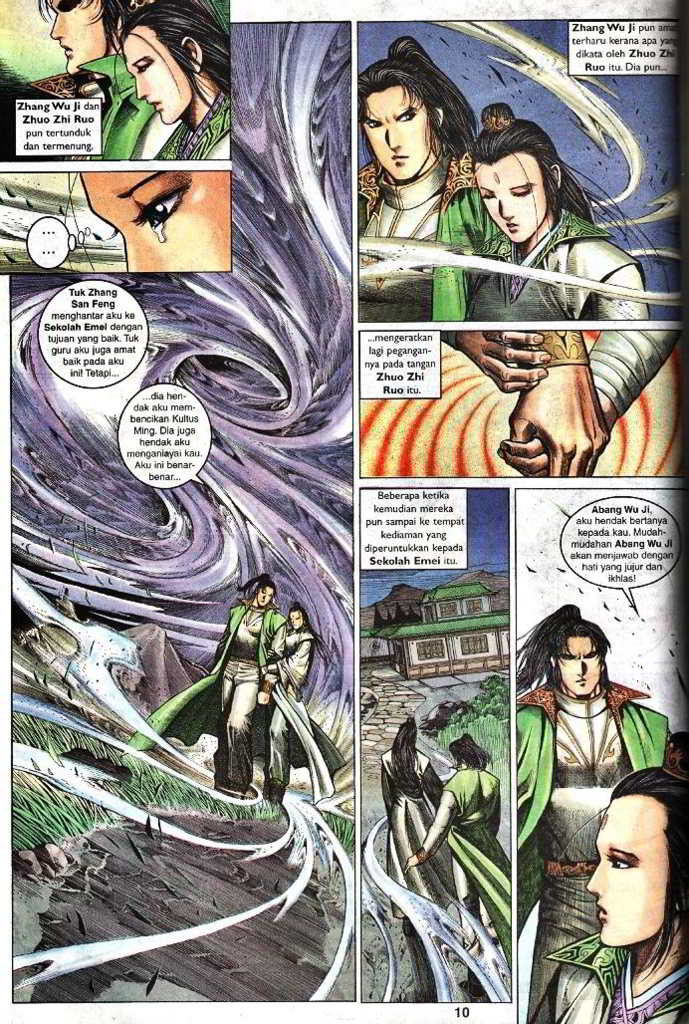 Zhang Wu Ji dan
Zhuo Zhi Ruo
pun tertunduk
dan termenung.
...
...
Tuk Zhang
San Feng
menghantar aku ke
Sekolah Emei dengan
tujuan yang baik. Tuk
guru aku juga amat
baik pada aku
ini! Tetapi...
...dia hen-
dak aku mem-
bencikan Kultus
Ming. Dia juga
hendak aku
menganiayai kau.
Aku ini benar-
benar...
Zhang Wu Ji pun
terharu kerana apa yang
dikata oleh Zhuo Zhi
Ruo itu. Dia pun...
...mengeratkan
lagi pegangan-
nya pada tangan
Zhuo Zhi
Ruo itu.
Beberapa ketika
kemudian mereka
pun sampai ke tempat
kediaman yang
diperuntukkan kepada
Sekolah Emei itu.
Abang Wu Ji,
aku hendak bertanya
kepada kau. Mudah-
mudahan Abang Wu Ji
akan menjawab dengan
hati yang jujur dan
ikhlas!
10